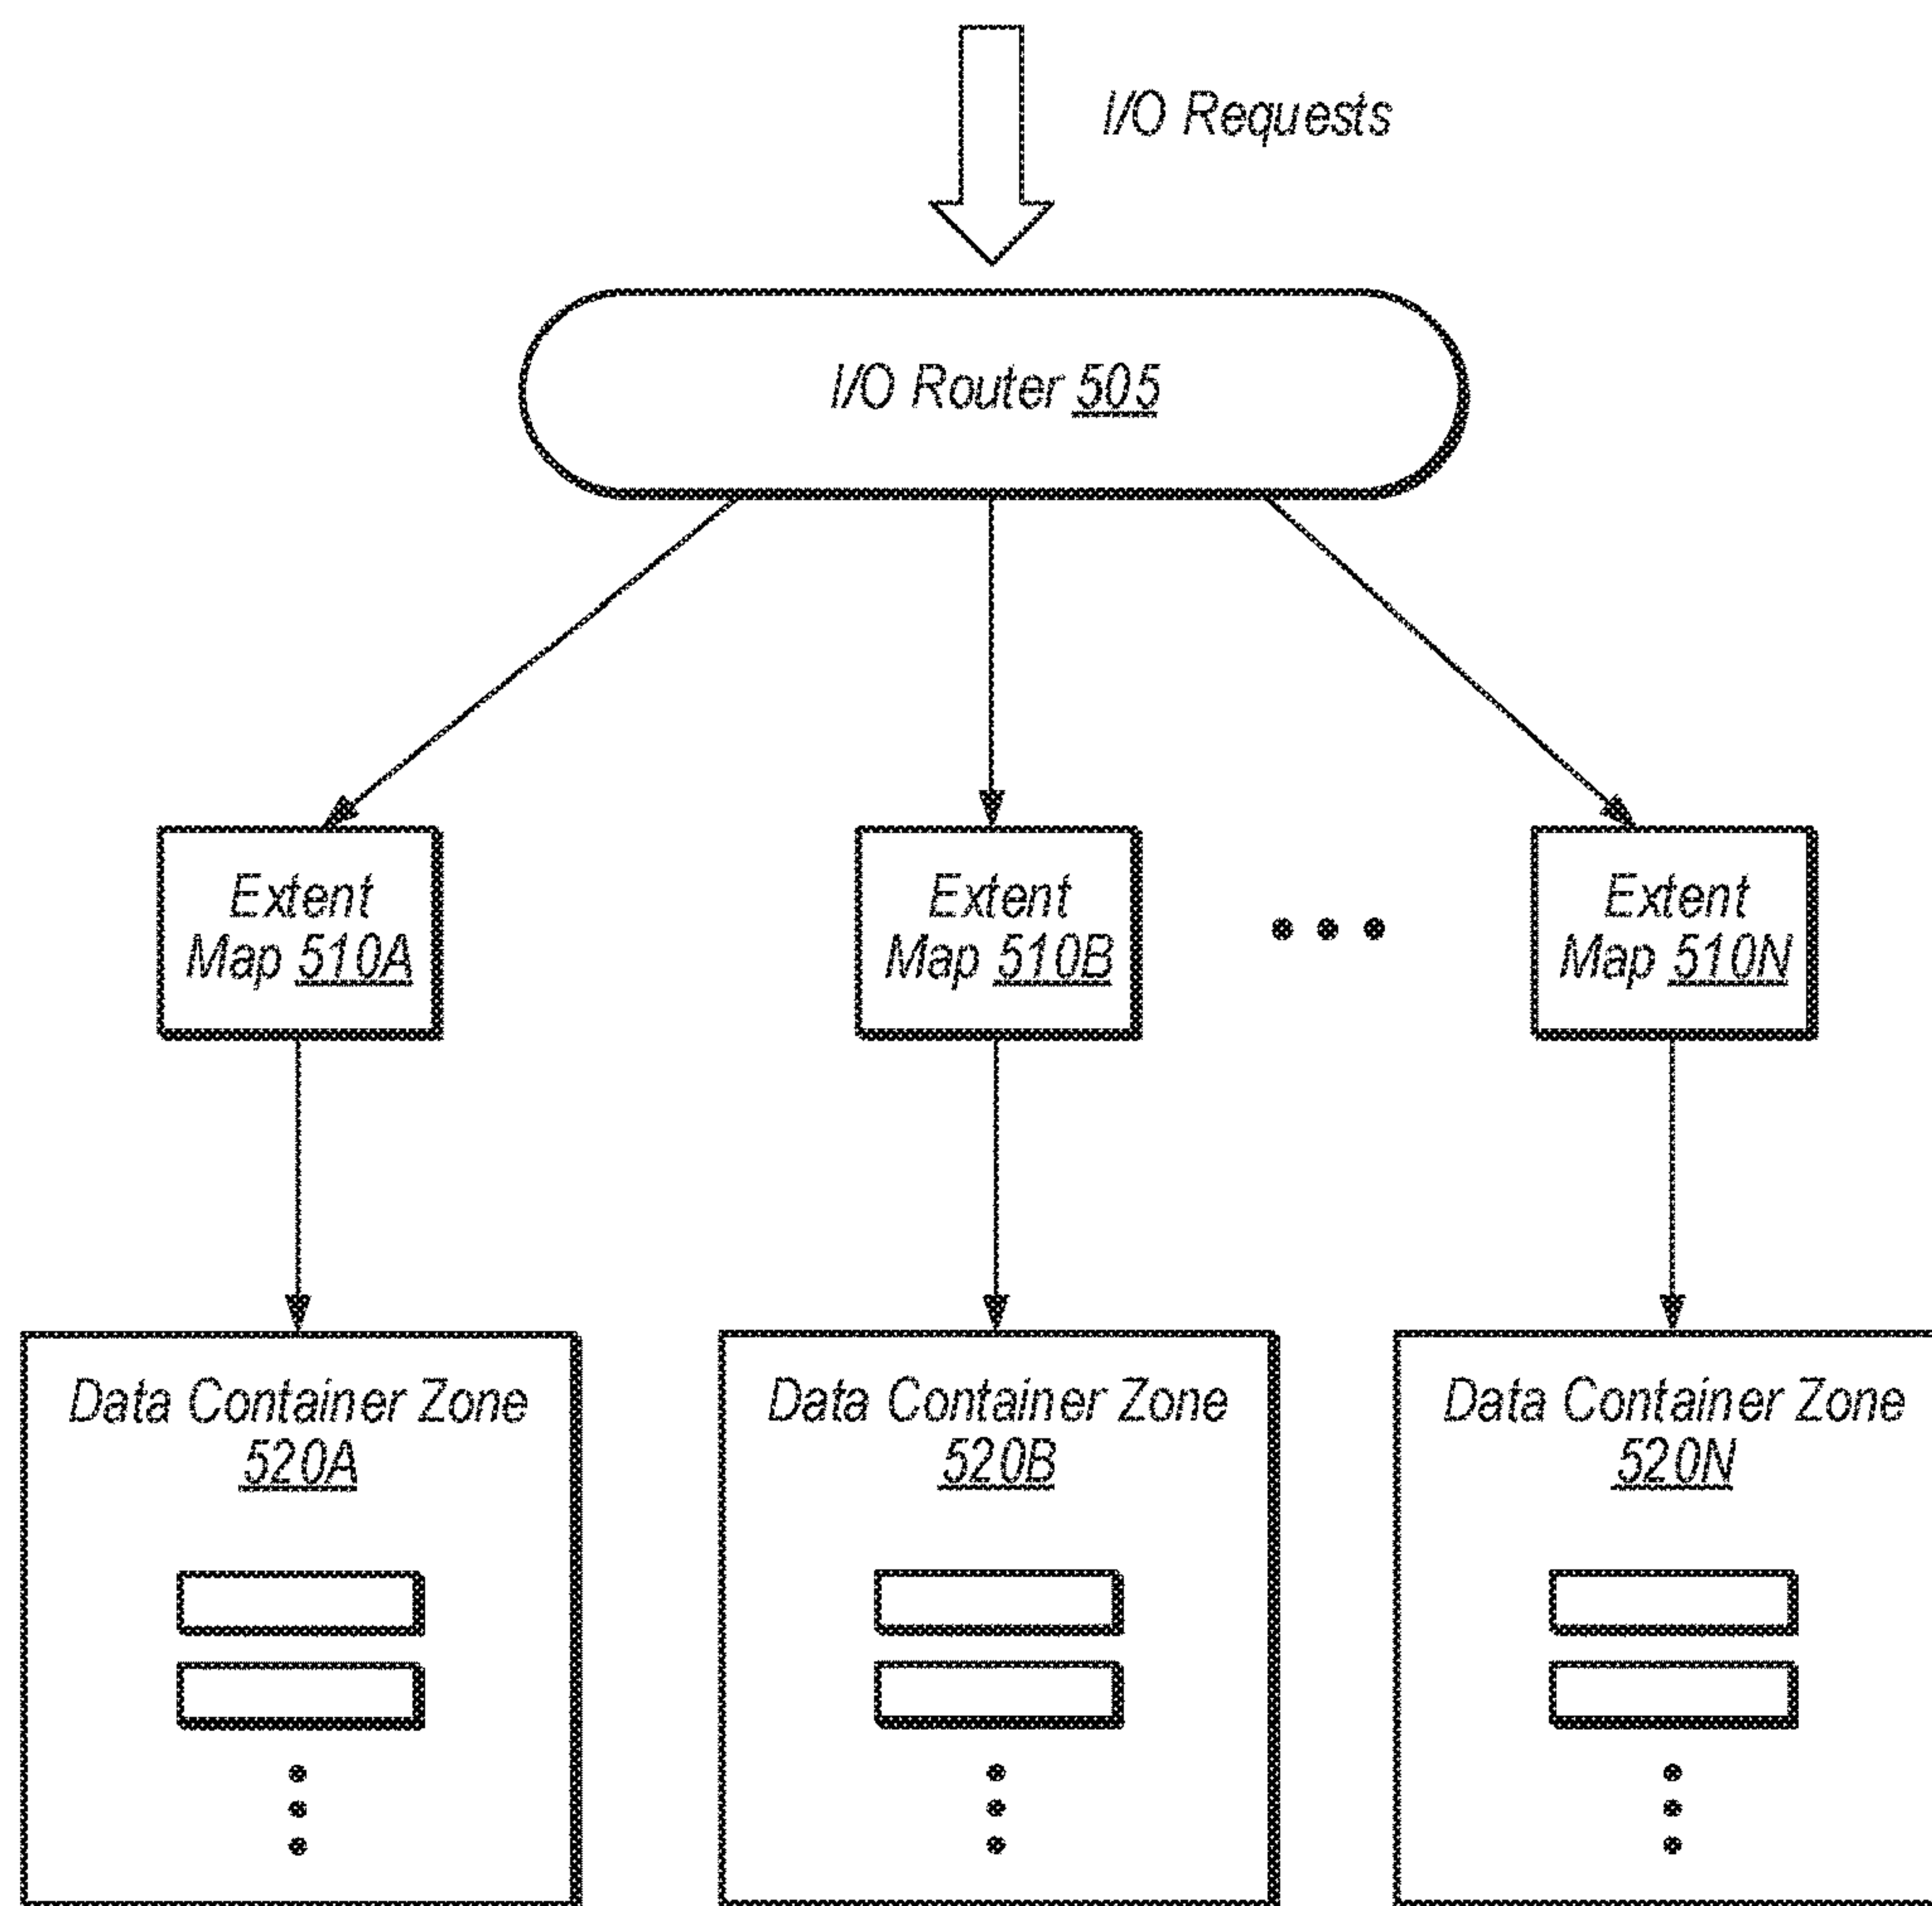 I/O Requests
I/O Router 505
Extent
Map 510A
Extent
Map 510B
Extent
Map 510N
Data Container Zone
520A
Data Container Zone
520B
Data Container Zone
520N